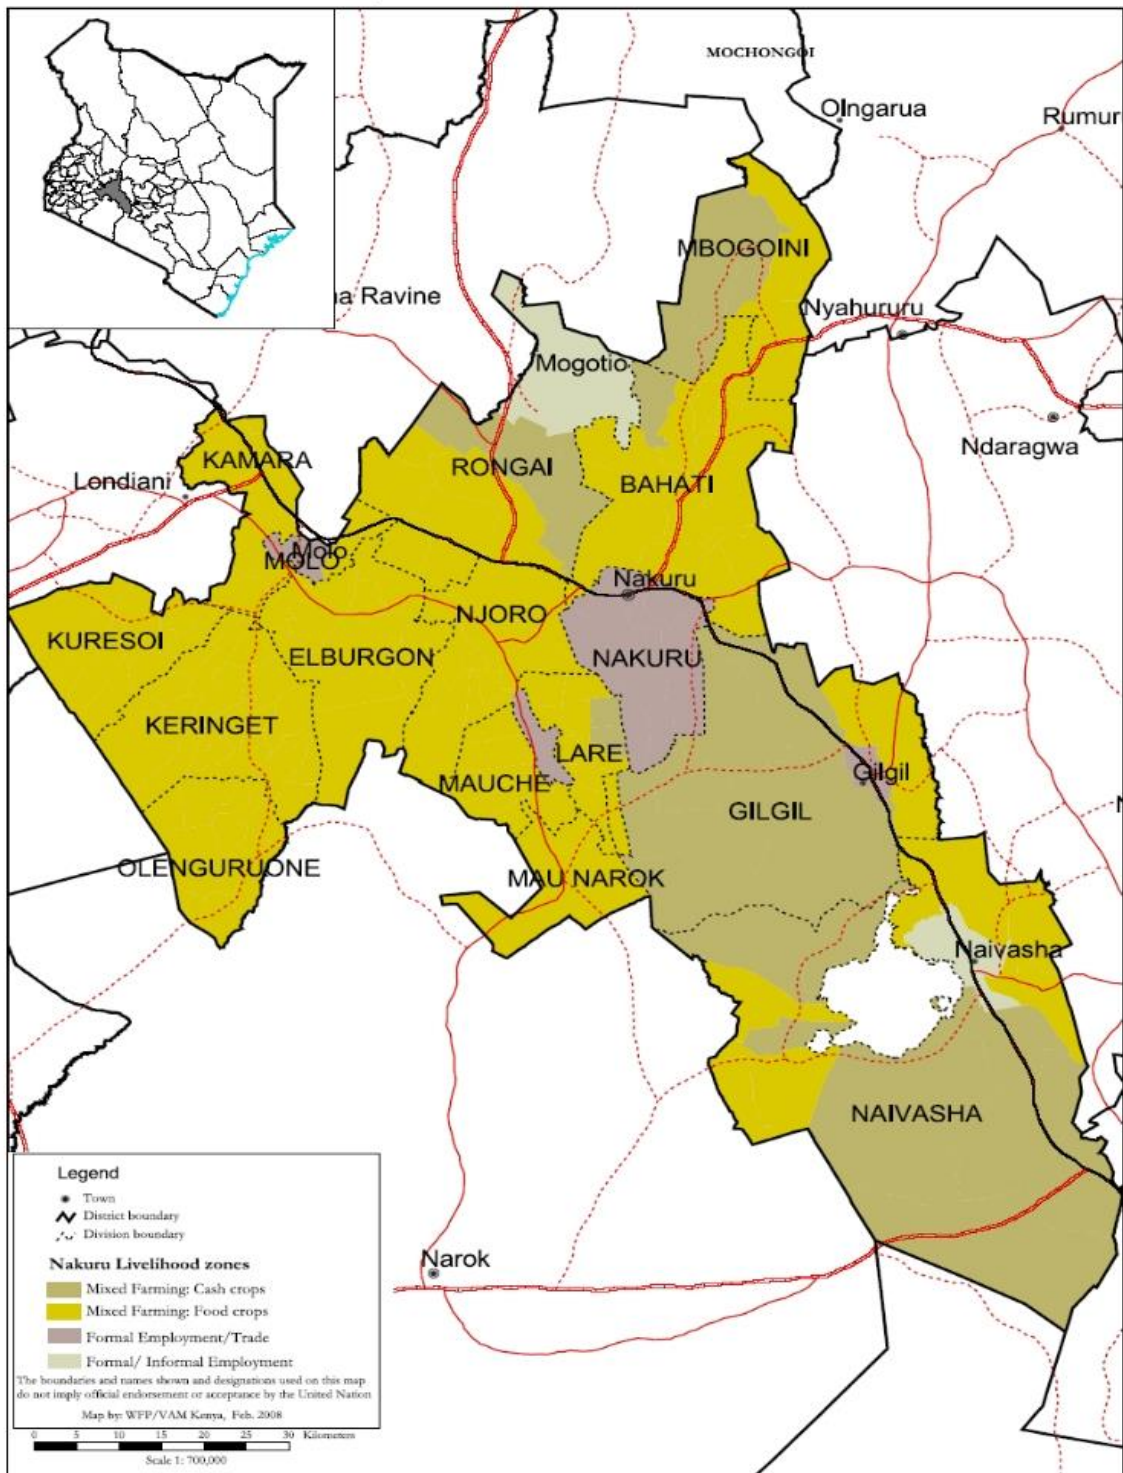 MOCHONGOI
Olngarua
MBOGOINI
a Ravine
Nyahururu
Mogotio
Ndaragwa
KAMARA
RONGAI
Londiani
BAHATI
Molo
MOLO
Nakuru
NJORO
KURESOI
ELBURGON
NAKURU
KERINGET
LARE
Gilgil
MAUCHE
GILGIL
OLENGURUONE
MAU NAROK
Naivasha
NAIVASHA
Narok
Legend
Town
District boundary
Division boundary
Nakuru Livelihood zones
Mixed Farming: Cash crops
Mixed Farming: Food crops
Formal Employment/Trade
Formal/ Informal Employment
The boundaries and names shown and designations used on this map
do not imply official endorsement or acceptance by the United Nation
Map by: WFP/VAM Kenya, Feb. 2008
0 5 10 15 20 25 30 Kilometers
Scale 1: 700,000